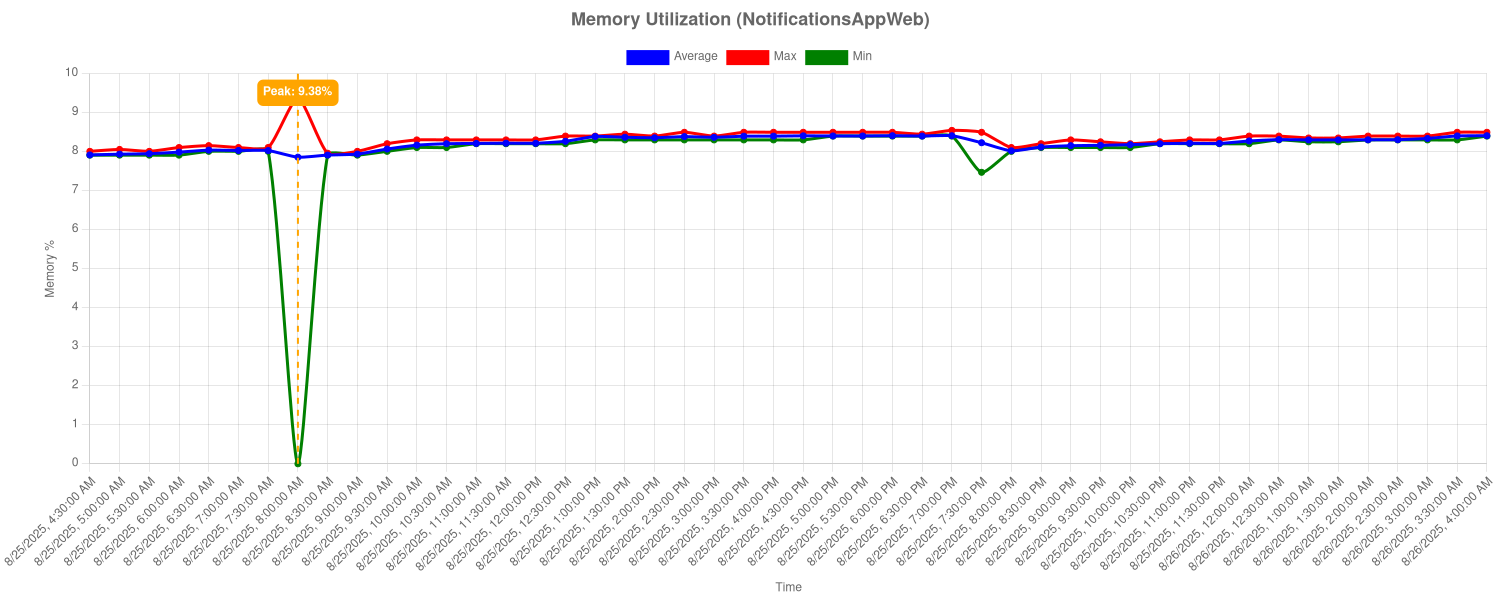 Memory Utilization (NotificationsAppWeb)
Average Max Min
Peak: 9.38%
10
9
8
7
6
5
4
3
2
1
0
Memory %
8/25/2025, 4:30:00 AM
8/25/2025, 5:00:00 AM
8/25/2025, 5:30:00 AM
8/25/2025, 6:00:00 AM
8/25/2025, 6:30:00 AM
8/25/2025, 7:00:00 AM
8/25/2025, 7:30:00 AM
8/25/2025, 8:00:00 AM
8/25/2025, 8:30:00 AM
8/25/2025, 9:00:00 AM
8/25/2025, 9:30:00 AM
8/25/2025, 10:00:00 AM
8/25/2025, 10:30:00 AM
8/25/2025, 11:00:00 AM
8/25/2025, 11:30:00 AM
8/25/2025, 12:00:00 PM
8/25/2025, 12:30:00 PM
8/25/2025, 1:00:00 PM
8/25/2025, 1:30:00 PM
8/25/2025, 2:00:00 PM
8/25/2025, 2:30:00 PM
8/25/2025, 3:00:00 PM
8/25/2025, 3:30:00 PM
8/25/2025, 4:00:00 PM
8/25/2025, 4:30:00 PM
8/25/2025, 5:00:00 PM
8/25/2025, 5:30:00 PM
8/25/2025, 6:00:00 PM
8/25/2025, 6:30:00 PM
8/25/2025, 7:00:00 PM
8/25/2025, 7:30:00 PM
8/25/2025, 8:00:00 PM
8/25/2025, 8:30:00 PM
8/25/2025, 9:00:00 PM
8/25/2025, 9:30:00 PM
8/25/2025, 10:00:00 PM
8/25/2025, 10:30:00 PM
8/25/2025, 11:00:00 PM
8/25/2025, 11:30:00 PM
8/26/2025, 12:00:00 AM
8/26/2025, 12:30:00 AM
8/26/2025, 1:00:00 AM
8/26/2025, 1:30:00 AM
8/26/2025, 2:00:00 AM
8/26/2025, 2:30:00 AM
8/26/2025, 3:00:00 AM
8/26/2025, 3:30:00 AM
8/26/2025, 4:00:00 AM
Time